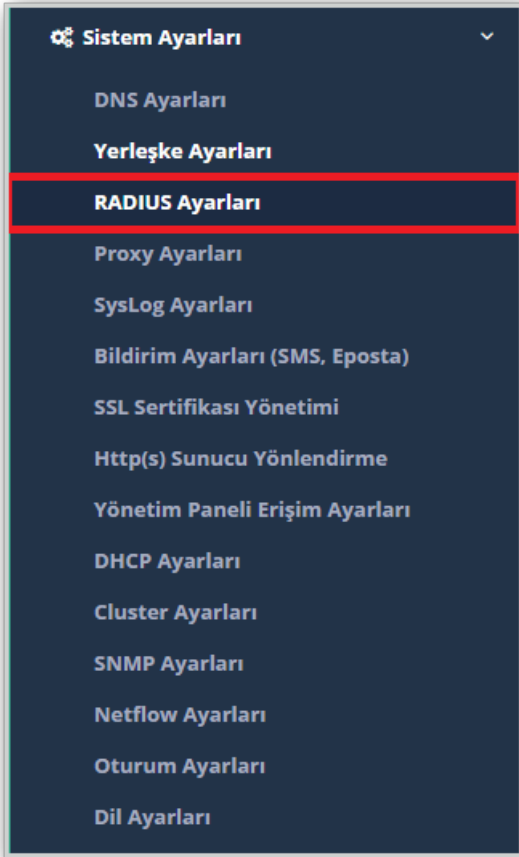 Sistem Ayarları
DNS Ayarları
Yerleşke Ayarları
RADIUS Ayarları
Proxy Ayarları
SysLog Ayarları
Bildirim Ayarları (SMS, Eposta)
SSL Sertifikası Yönetimi
Http(s) Sunucu Yönlendirme
Yönetim Paneli Erişim Ayarları
DHCP Ayarları
Cluster Ayarları
SNMP Ayarları
Netflow Ayarları
Oturum Ayarları
Dil Ayarları